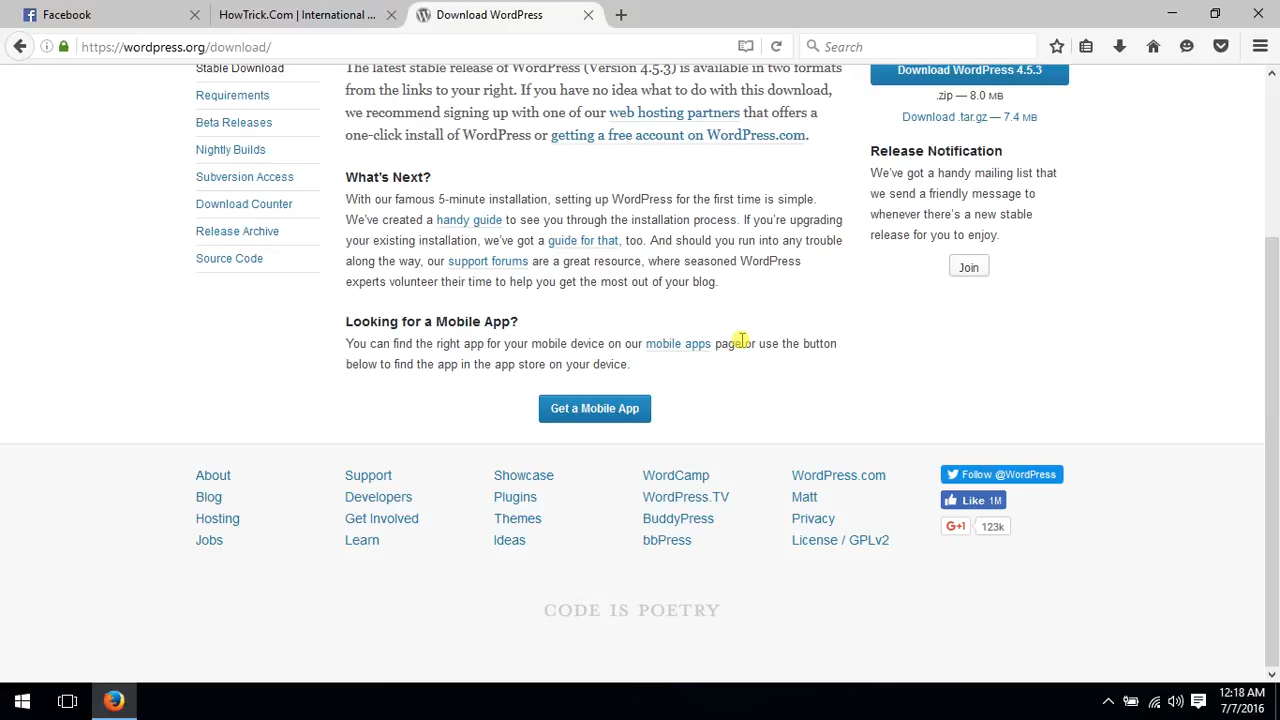 Facebook
HowTrick.Com | International ...
Download WordPress
https://wordpress.org/download/
Search
Stable Download
Requirements
Beta Releases
Nightly Builds
Subversion Access
Download Counter
Release Archive
Source Code
The latest stable release of WordPress (Version 4.5.3) is available in two formats
from the links to your right. If you have no idea what to do with this download,
we recommend signing up with one of our web hosting partners that offers a
one-click install of WordPress or getting a free account on WordPress.com.
What's Next?
With our famous 5-minute installation, setting up WordPress for the first time is simple.
We've created a handy guide to see you through the installation process. If you're upgrading
your existing installation, we've got a guide for that, too. And should you run into any trouble
along the way, our support forums are a great resource, where seasoned WordPress
experts volunteer their time to help you get the most out of your blog.
Looking for a Mobile App?
You can find the right app for your mobile device on our mobile apps page or use the button
below to find the app in the app store on your device.
Get a Mobile App
Download WordPress 4.5.3
.zip — 8.0 MB
Download .tar.gz — 7.4 MB
Release Notification
We've got a handy mailing list that
we send a friendly message to
whenever there's a new stable
release for you to enjoy.
Join
About
Blog
Hosting
Jobs
Support
Developers
Get Involved
Learn
Showcase
Plugins
Themes
Ideas
WordCamp
WordPress.TV
BuddyPress
bbPress
WordPress.com
Matt
Privacy
License / GPLv2
Follow @WordPress
Like 1M
G+1 123k
CODE IS POETRY
12:18 AM
7/7/2016